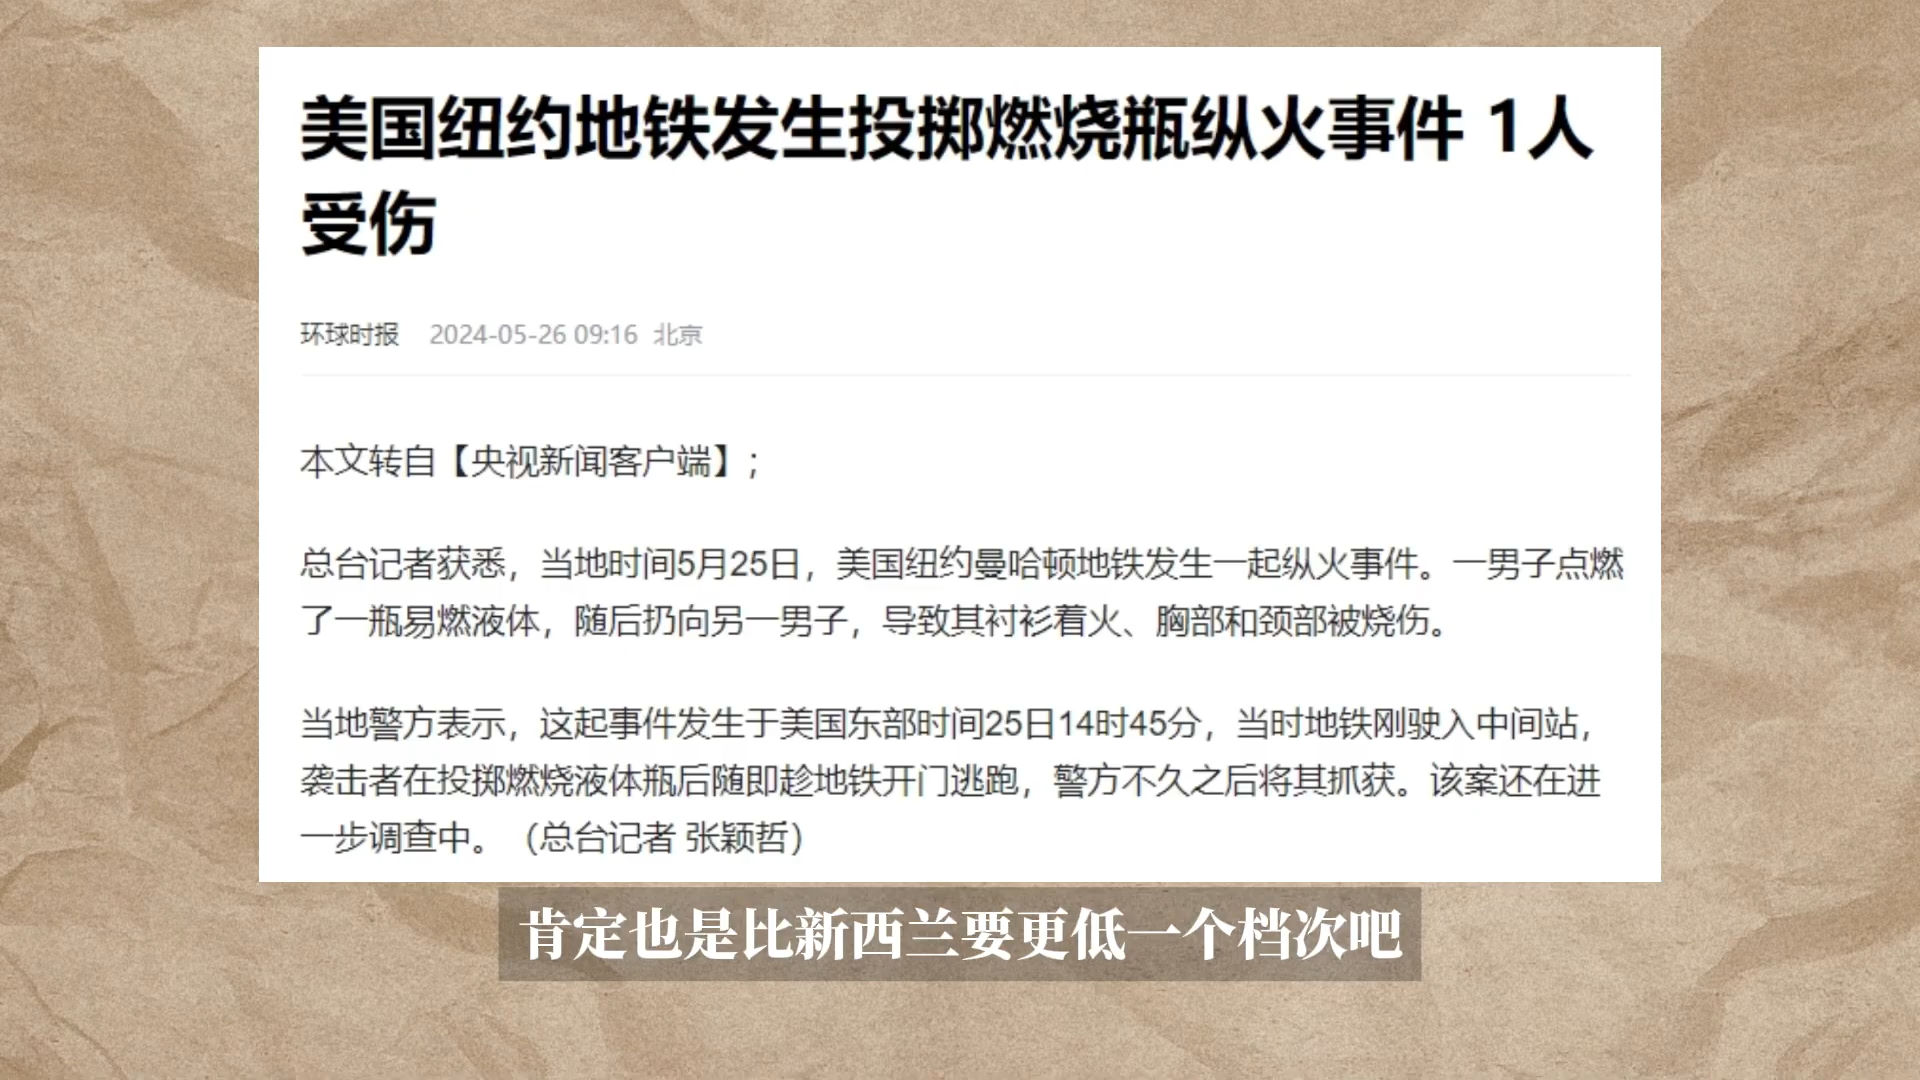 美国纽约地铁发生投掷燃烧瓶纵火事件 1人
受伤
环球时报 2024-05-26 09:16 北京
本文转自【央视新闻客户端】；
总台记者获悉，当地时间5月25日，美国纽约曼哈顿地铁发生一起纵火事件。一男子点燃
了一瓶易燃液体，随后扔向另一男子，导致其衬衫着火、胸部和颈部被烧伤。
当地警方表示，这起事件发生于美国东部时间25日14时45分，当时地铁刚驶入中间站，
袭击者在投掷燃烧液体瓶后随即趁地铁开门逃跑，警方不久之后将其抓获。该案还在进
一步调查中。（总台记者 张颖哲）
肯定也是比新西兰要更低一个档次吧